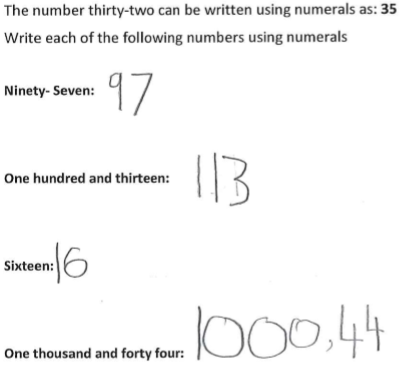 The number thirty-two can be written using numerals as: 35
Write each of the following numbers using numerals
Ninety- Seven: 97
One hundred and thirteen: 113
Sixteen: 16
One thousand and forty four: 1000,44